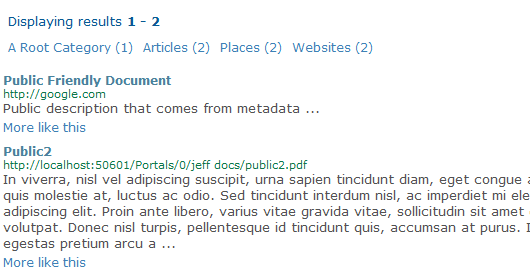 Displaying results 1 - 2
A Root Category (1) Articles (2) Places (2) Websites (2)
Public Friendly Document
http://google.com
Public description that comes from metadata ...
More like this
Public2
http://localhost:50601/Portals/0/jeff docs/public2.pdf
In viverra, nisl vel adipiscing suscipit, urna sapien tincidunt diam, eget congue
quis molestie at, luctus ac odio. Sed tincidunt interdum nisl, ac imperdiet mi ele
adipiscing elit. Proin ante libero, varius vitae gravida vitae, sollicitudin sit amet
volutpat. Donec nisl turpis, pellentesque id tincidunt quis, accumsan at purus.
egestas pretium arcu a ...
More like this